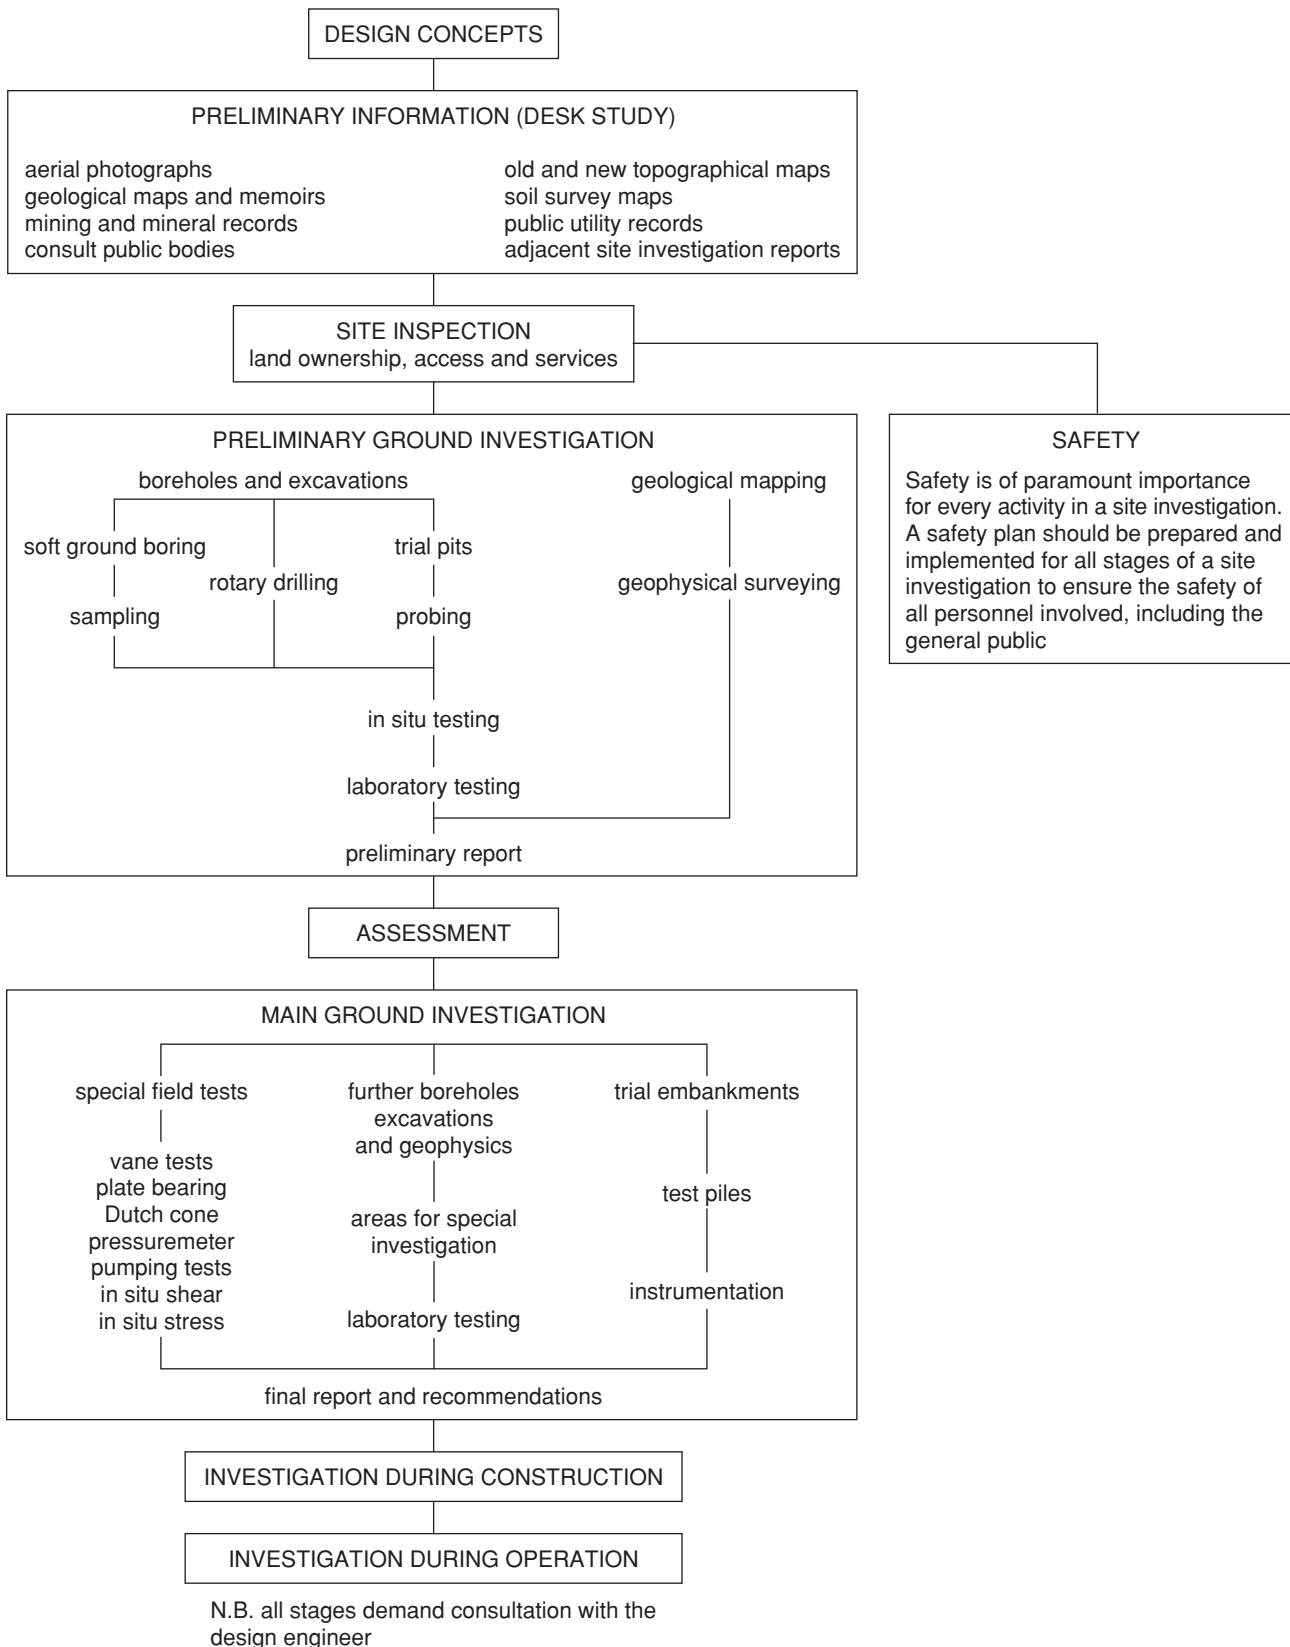 DESIGN CONCEPTS
PRELIMINARY INFORMATION (DESK STUDY)
aerial photographs
geological maps and memoirs
mining and mineral records
consult public bodies
old and new topographical maps
soil survey maps
public utility records
adjacent site investigation reports
SITE INSPECTION
land ownership, access and services
PRELIMINARY GROUND INVESTIGATION
boreholes and excavations
soft ground boring
sampling
rotary drilling
trial pits
probing
in situ testing
laboratory testing
geological mapping
geophysical surveying
preliminary report
SAFETY
Safety is of paramount importance
for every activity in a site investigation.
A safety plan should be prepared and
implemented for all stages of a site
investigation to ensure the safety of
all personnel involved, including the
general public
ASSESSMENT
MAIN GROUND INVESTIGATION
special field tests
vane tests
plate bearing
Dutch cone
pressuremeter
pumping tests
in situ shear
in situ stress
further boreholes
excavations
and geophysics
areas for special
investigation
laboratory testing
trial embankments
test piles
instrumentation
final report and recommendations
INVESTIGATION DURING CONSTRUCTION
INVESTIGATION DURING OPERATION
N.B. all stages demand consultation with the
design engineer